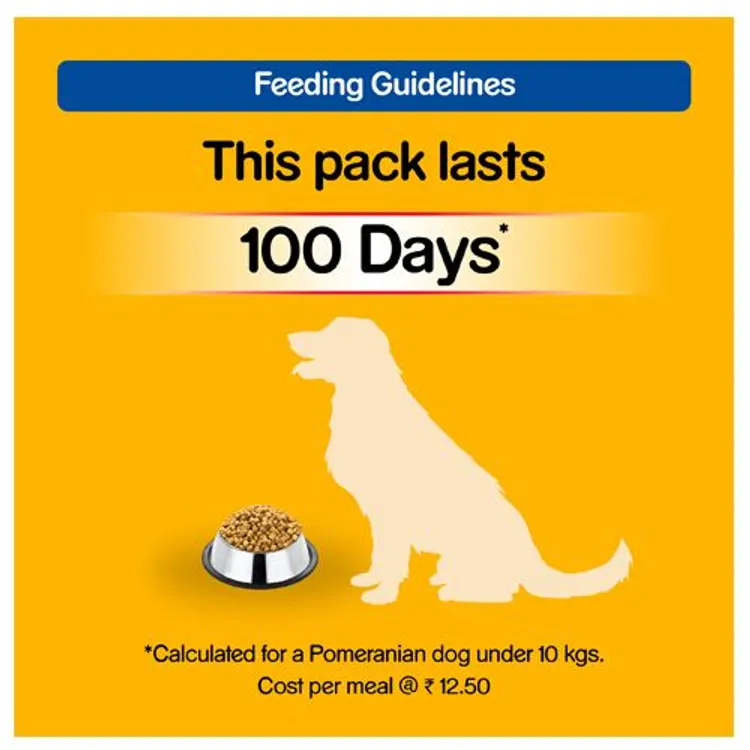 Feeding Guidelines
This pack lasts
100 Days*
*Calculated for a Pomeranian dog under 10 kgs.
Cost per meal @ ₹ 12.50